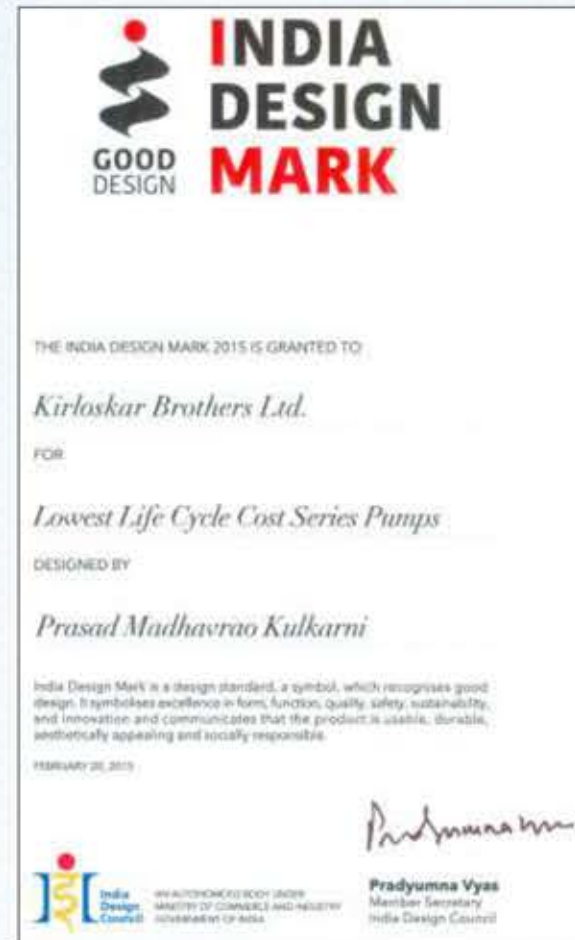 INDIA
DESIGN
MARK
GOOD
DESIGN
THE INDIA DESIGN MARK 2015 IS GRANTED TO
Kirloskar Brothers Ltd.
FOR
Lowest Life Cycle Cost Series Pumps
DESIGNED BY
Prasad Madhavrao Kulkarni
India Design Mark is a design standard, a symbol, which recognises good
design. It symbolises excellence in form, function, quality, safety, sustainability,
and innovation and communicates that the product is usable, durable,
aesthetically appealing and socially responsible.
FEBRUARY 20, 2015
India
Design
Council
AN AUTONOMOUS BODY UNDER
MINISTRY OF COMMERCE AND INDUSTRY
GOVERNMENT OF INDIA
Pradyumna Vyas
Member Secretary
India Design Council